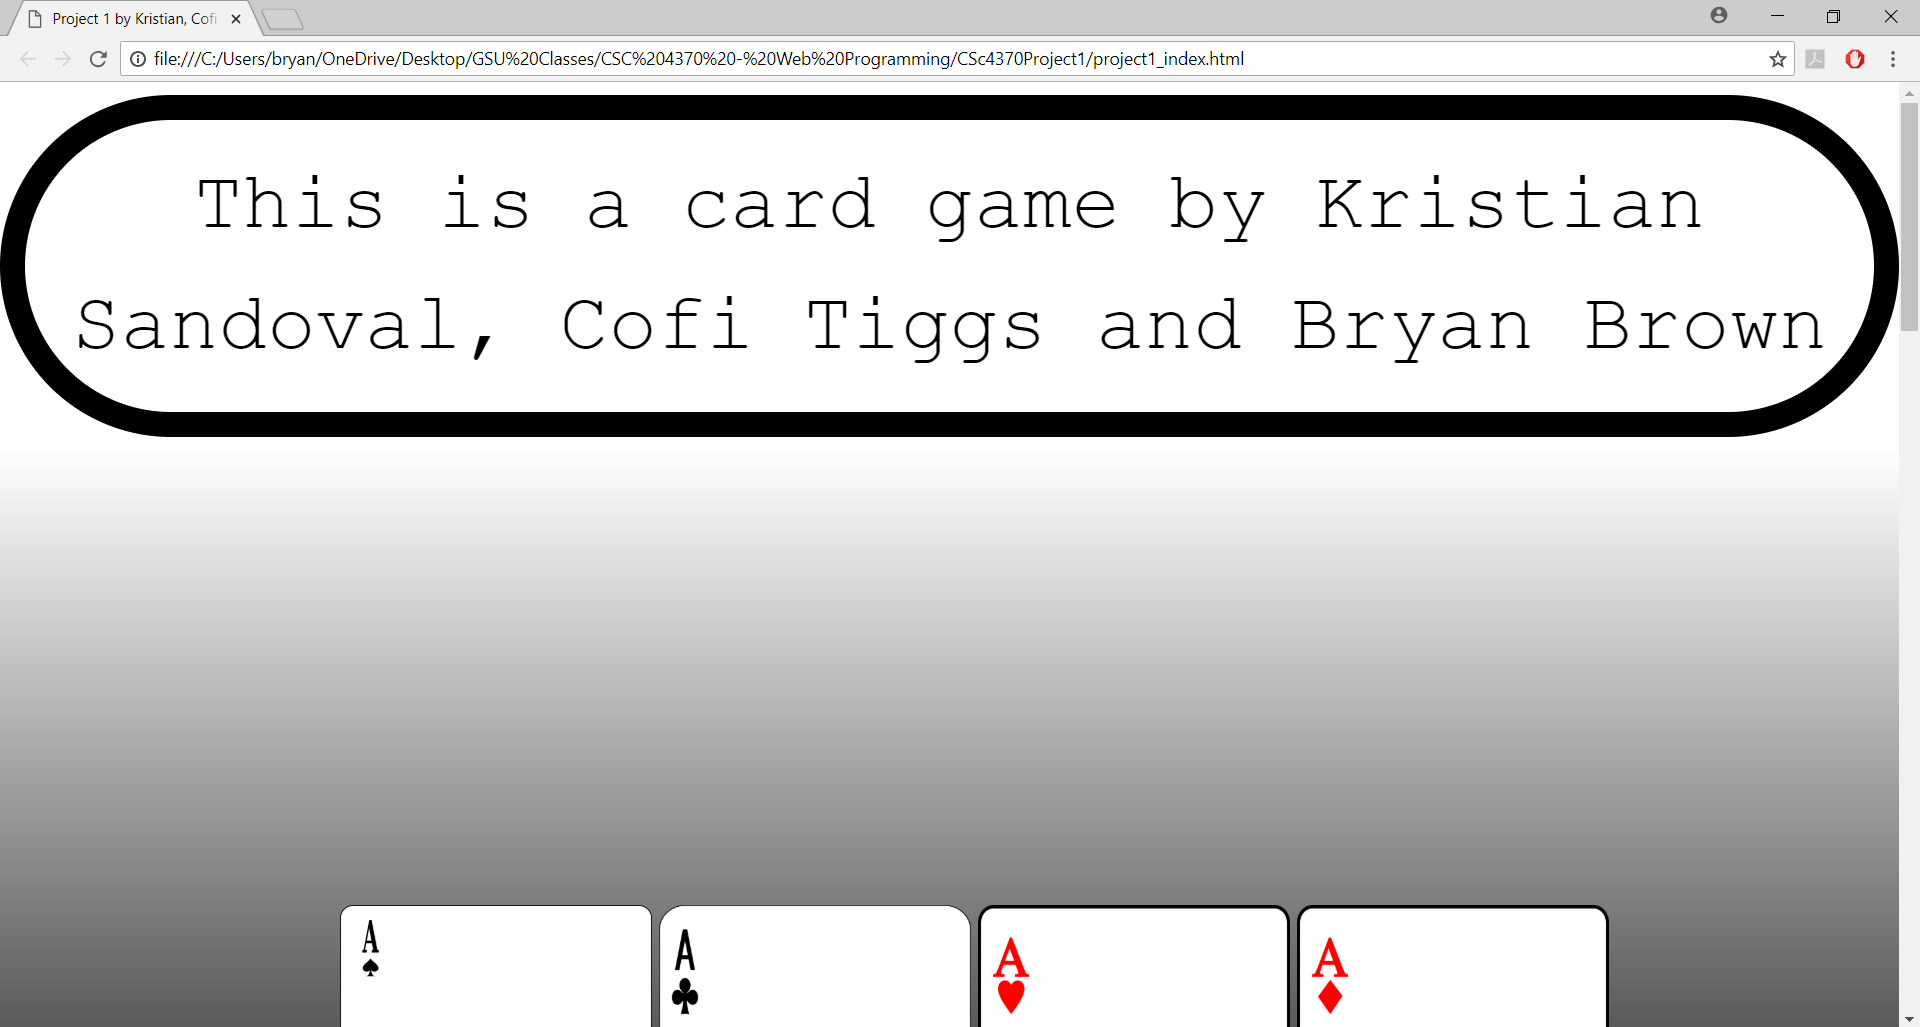 Project 1 by Kristian, Cofi
file:///C:/Users/bryan/OneDrive/Desktop/GSU%20Classes/CSC%204370%20-%20Web%20Programming/CSc4370Project1/project1_index.html
This is a card game by Kristian
Sandoval, Cofi Tiggs and Bryan Brown
A A A A